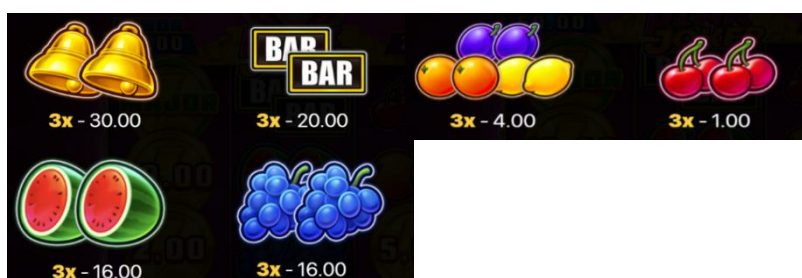 BAR
BAR
3x - 30.00
3x - 20.00
3x - 4.00
3x - 1.00
3x - 16.00
3x - 16.00